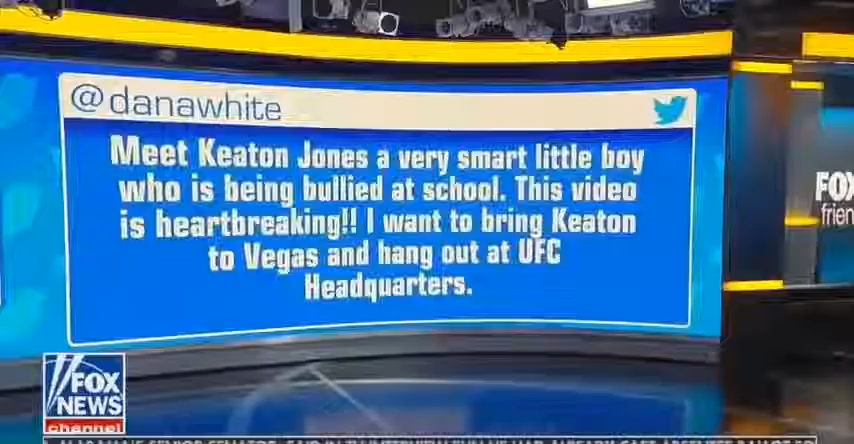 @danawhite
Meet Keaton Jones a very smart little boy
who is being bullied at school. This video
is heartbreaking!! I want to bring Keaton
to Vegas and hang out at UFC
Headquarters.
FOX
frien
FOX
NEWS
channel